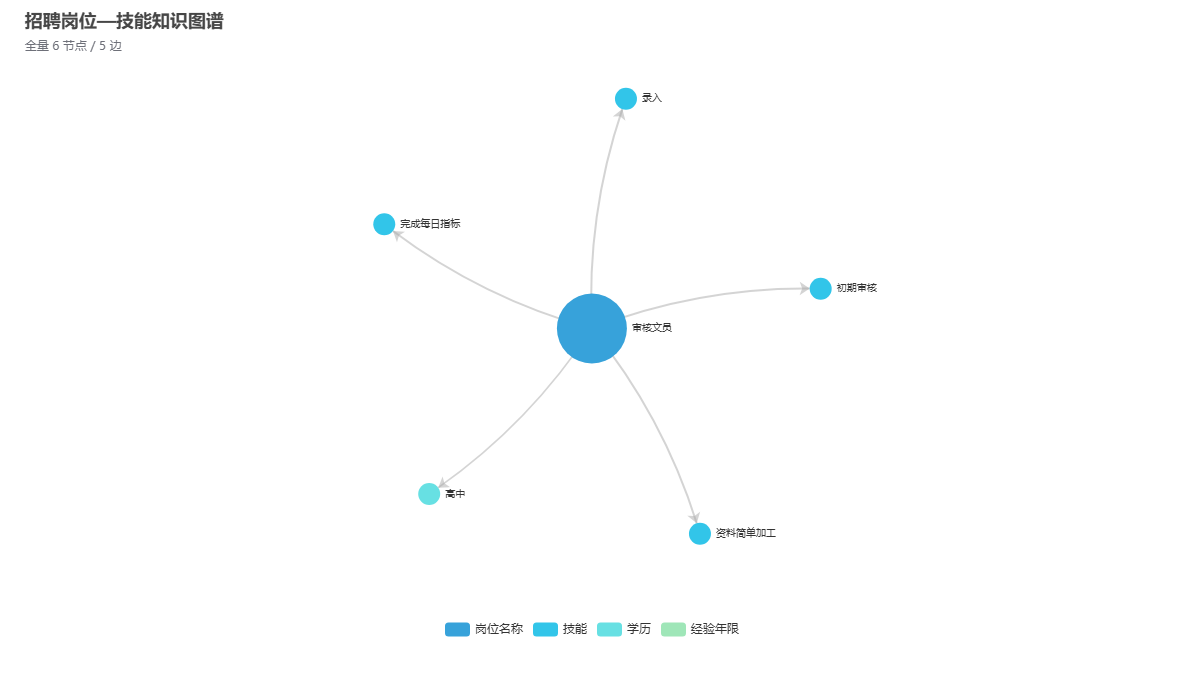 招聘岗位—技能知识图谱
全量 6 节点 / 5 边
录入
完成每日指标
初期审核
审核文员
高中
资料简单加工
岗位名称 技能 学历 经验年限